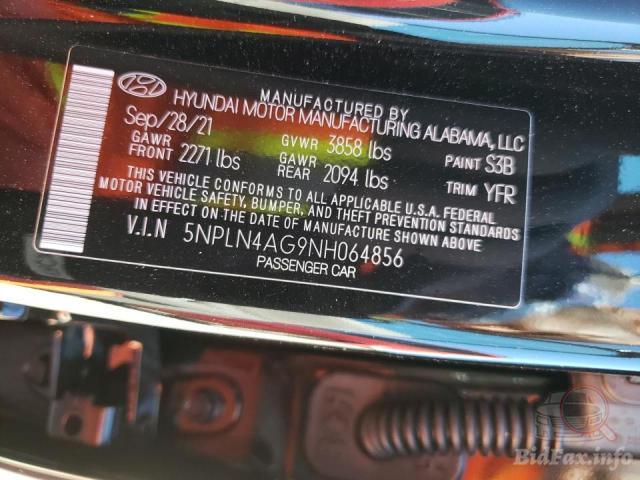 MANUFACTURED BY
HYUNDAI MOTOR MANUFACTURING ALABAMA, LLC
Sep/28/21 GVWR 3858 lbs PAINT S3B
GAWR FRONT 2271 lbs GAWR REAR 2094 lbs TRIM YFR
THIS VEHICLE CONFORMS TO ALL APPLICABLE U.S.A. FEDERAL
MOTOR VEHICLE SAFETY, BUMPER, AND THEFT PREVENTION STANDARDS
IN EFFECT ON THE DATE OF MANUFACTURE SHOWN ABOVE
V.I.N 5NPLN4AG9NH064856
PASSENGER CAR
BidFax.info